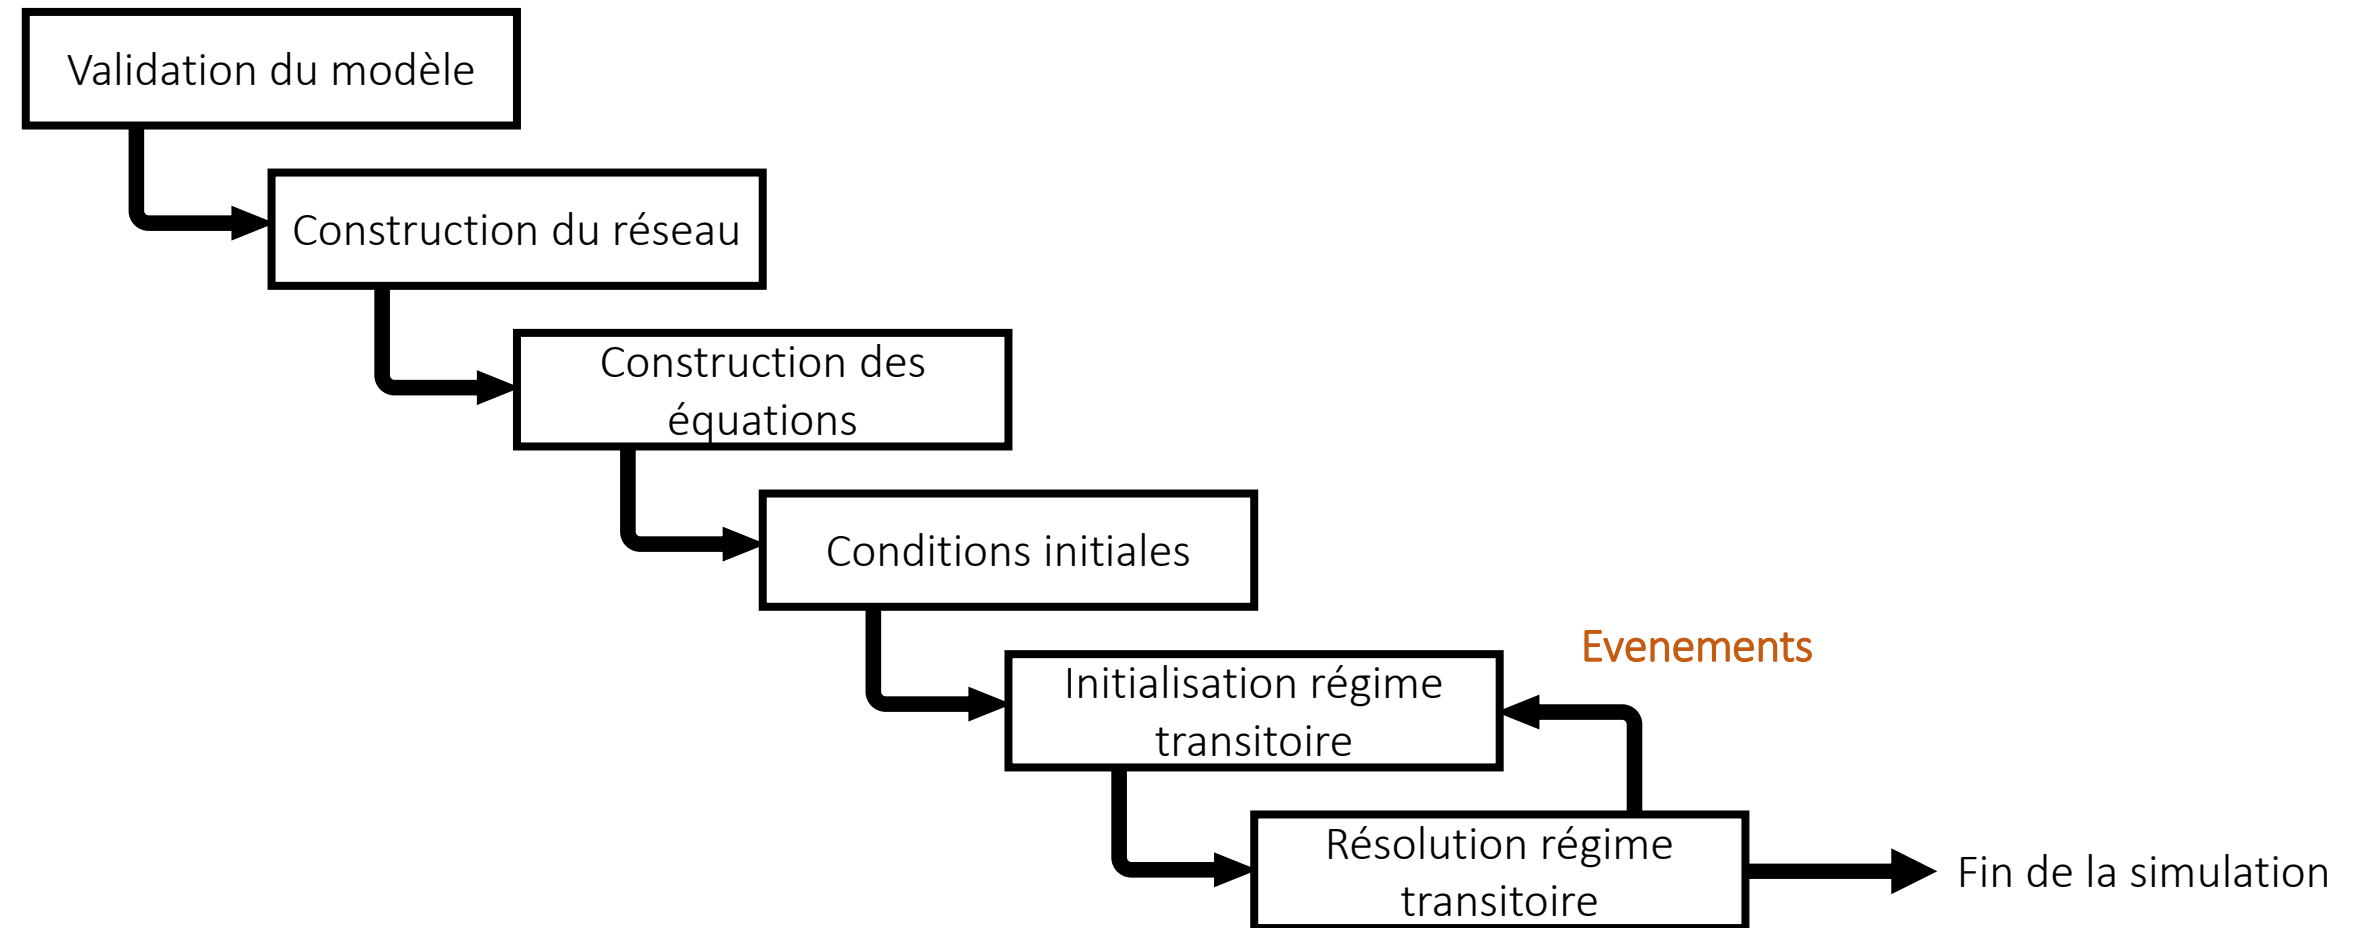 Validation du modèle
Construction du réseau
Construction des
équations
Conditions initiales
Evenements
Initialisation régime
transitoire
Résolution régime
transitoire
Fin de la simulation